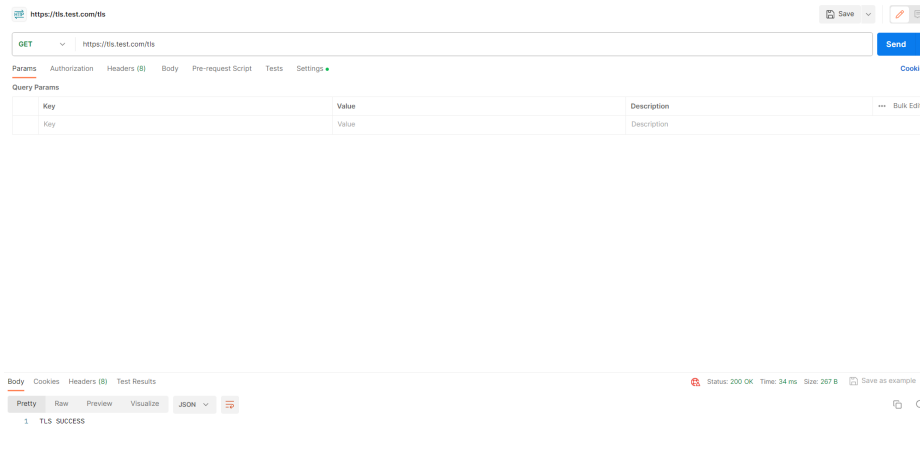 HTTP https://tls.test.com/tls Save
GET https://tls.test.com/tls Send
Params Authorization Headers (8) Body Pre-request Script Tests Settings Cooki
Query Params
Key Value Description Bulk Edi
Key Value Description
Body Cookies Headers (8) Test Results Status: 200 OK Time: 34 ms Size: 267 B Save as example
Pretty Raw Preview Visualize JSON
1 TLS SUCCESS